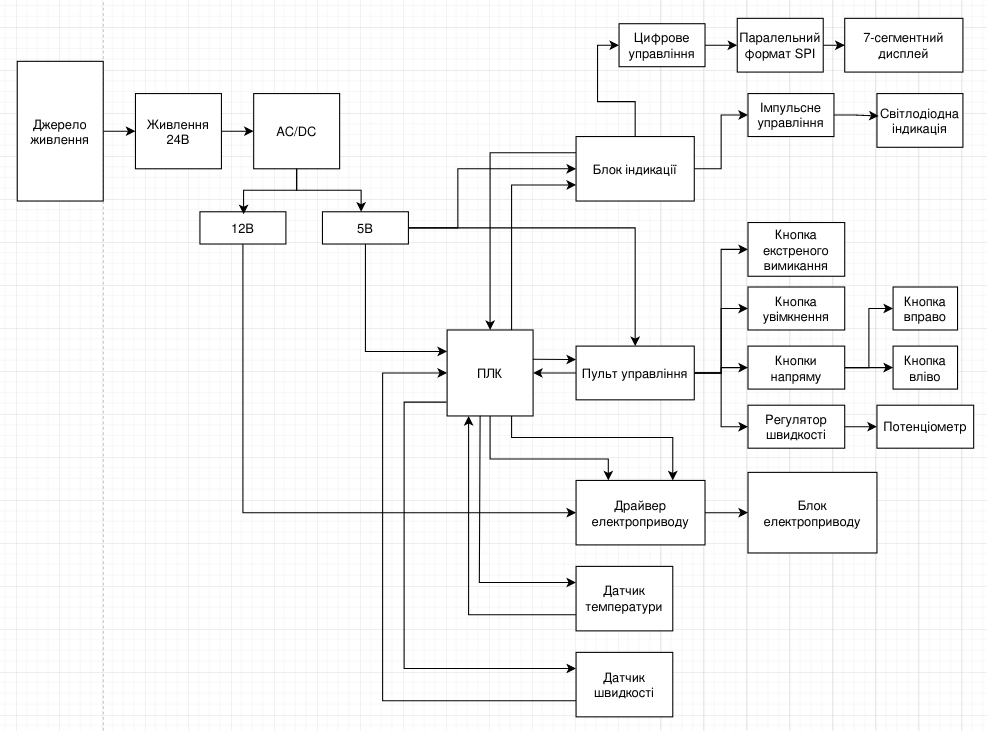 Цифрове
управління
Паралельний
формат SPI
7-сегментний
дисплей
Джерело
живлення
Живлення
24В
AC/DC
Імпульсне
управління
Світлодіодна
індикація
Блок індикації
12В
5В
Кнопка
екстреного
вимикання
Кнопка
увімкнення
Кнопка
вправо
ПЛК
Пульт управління
Кнопки
напряму
Кнопка
вліво
Регулятор
швидкості
Потенціометр
Драйвер
електроприводу
Блок
електроприводу
Датчик
температури
Датчик
швидкості